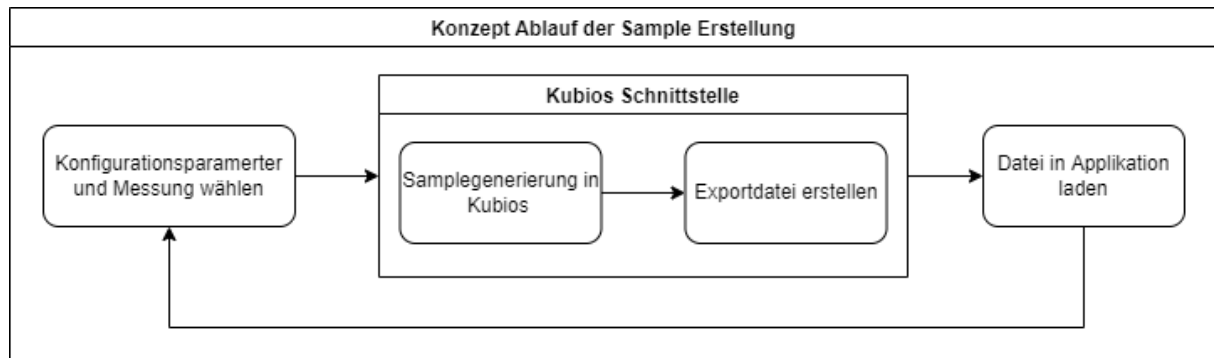 Konzept Ablauf der Sample Erstellung
Kubios Schnittstelle
Konfigurationsparamerter
und Messung wählen
Samplegenerierung in
Kubios
Exportdatei erstellen
Datei in Applikation
laden